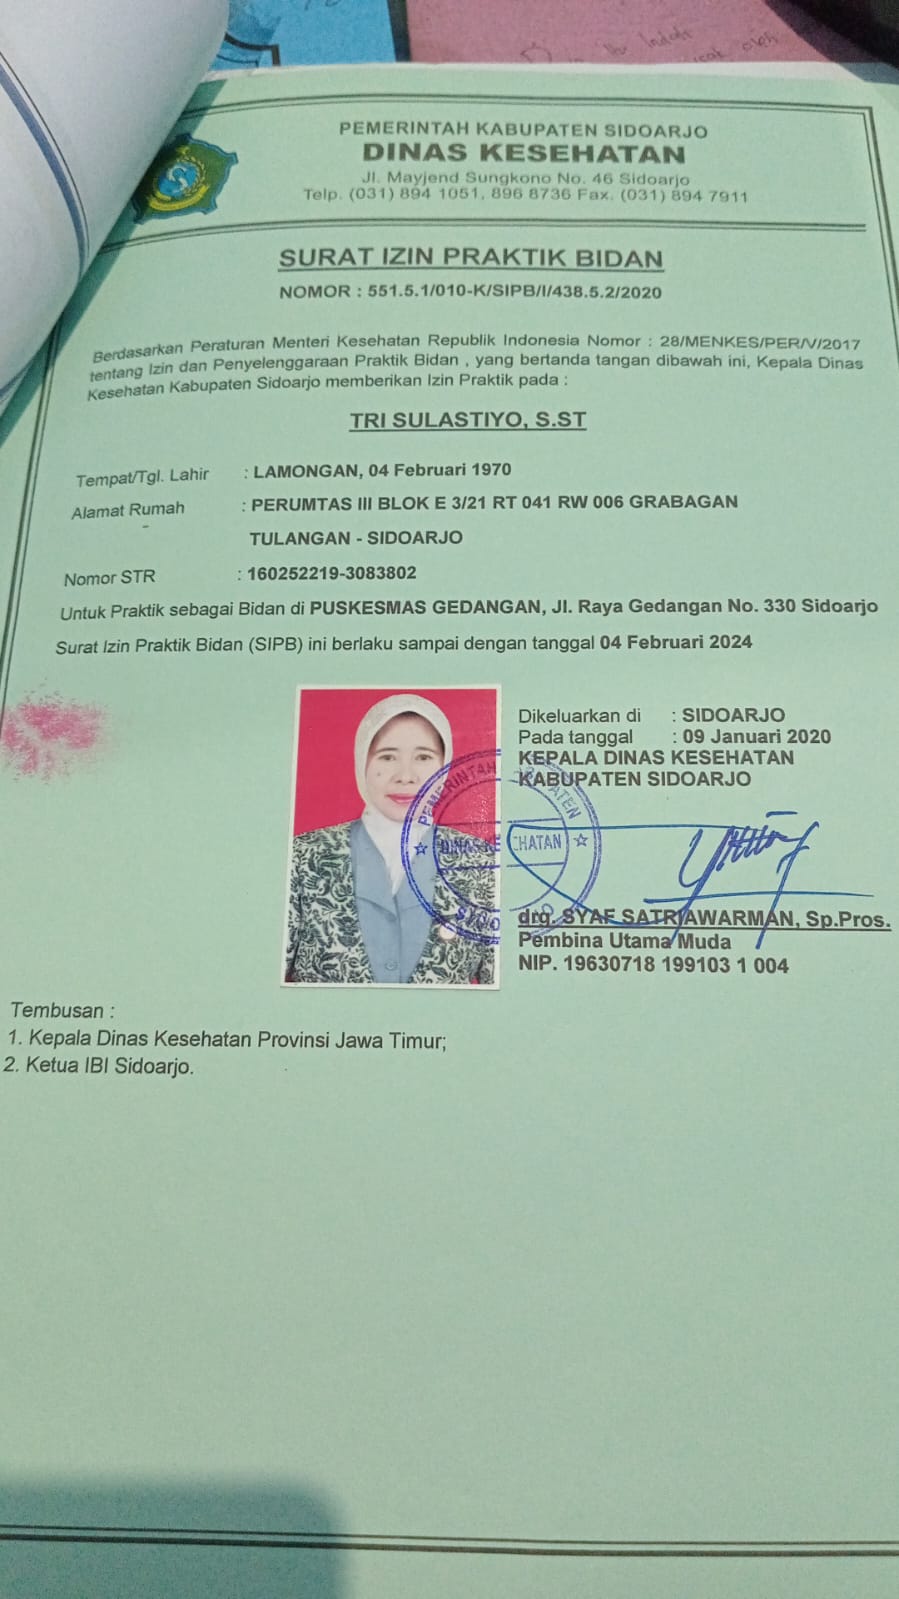 PEMERINTAH KABUPATEN SIDOARJO
DINAS KESEHATAN
Jl. Mayjend Sungkono No. 46 Sidoarjo
Telp. (031) 894 1051, 896 8736 Fax. (031) 894 7911
SURAT IZIN PRAKTIK BIDAN
NOMOR : 551.5.1/010-K/SIPB/I/438.5.2/2020
Berdasarkan Peraturan Menteri Kesehatan Republik Indonesia Nomor : 28/MENKES/PER/V/2017
tentang Izin dan Penyelenggaraan Praktik Bidan , yang bertanda tangan dibawah ini, Kepala Dinas
Kesehatan Kabupaten Sidoarjo memberikan Izin Praktik pada :
TRI SULASTIYO, S.ST
Tempat/Tgl. Lahir : LAMONGAN, 04 Februari 1970
Alamat Rumah : PERUMTAS III BLOK E 3/21 RT 041 RW 006 GRABAGAN
TULANGAN - SIDOARJO
Nomor STR : 160252219-3083802
Untuk Praktik sebagai Bidan di PUSKESMAS GEDANGAN, Jl. Raya Gedangan No. 330 Sidoarjo
Surat Izin Praktik Bidan (SIPB) ini berlaku sampai dengan tanggal 04 Februari 2024
Dikeluarkan di : SIDOARJO
Pada tanggal : 09 Januari 2020
KEPALA DINAS KESEHATAN
KABUPATEN SIDOARJO
drg. SYAF SATRIAWARMAN, Sp.Pros.
Pembina Utama Muda
NIP. 19630718 199103 1 004
Tembusan :
1. Kepala Dinas Kesehatan Provinsi Jawa Timur;
2. Ketua IBI Sidoarjo.